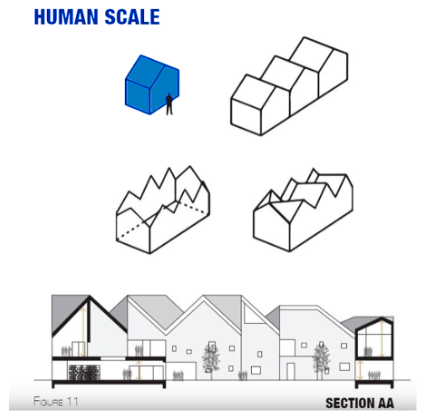 HUMAN SCALE
FIGURE 11
SECTION AA